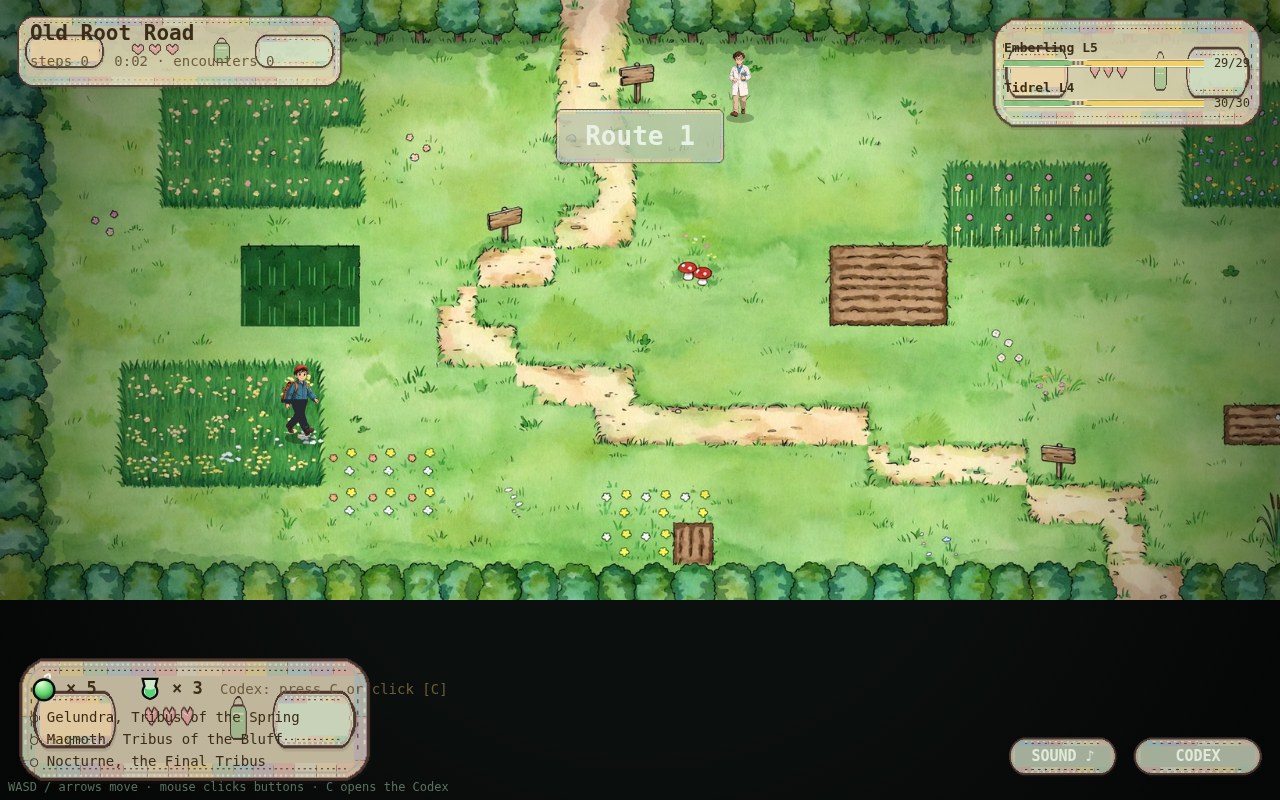 Old Root Road
steps 0 · 0:02 · encounters 0
Emberling L5
29/29
Tidrel L4
30/30
Route 1
× 5
× 3
Codex: press C or click [C]
Gelundra, Tribus of the Spring
Magmoth, Tribus of the Bluff
Nocturne, the Final Tribus
SOUND ♪
CODEX
WASD / arrows move · mouse clicks buttons · C opens the Codex